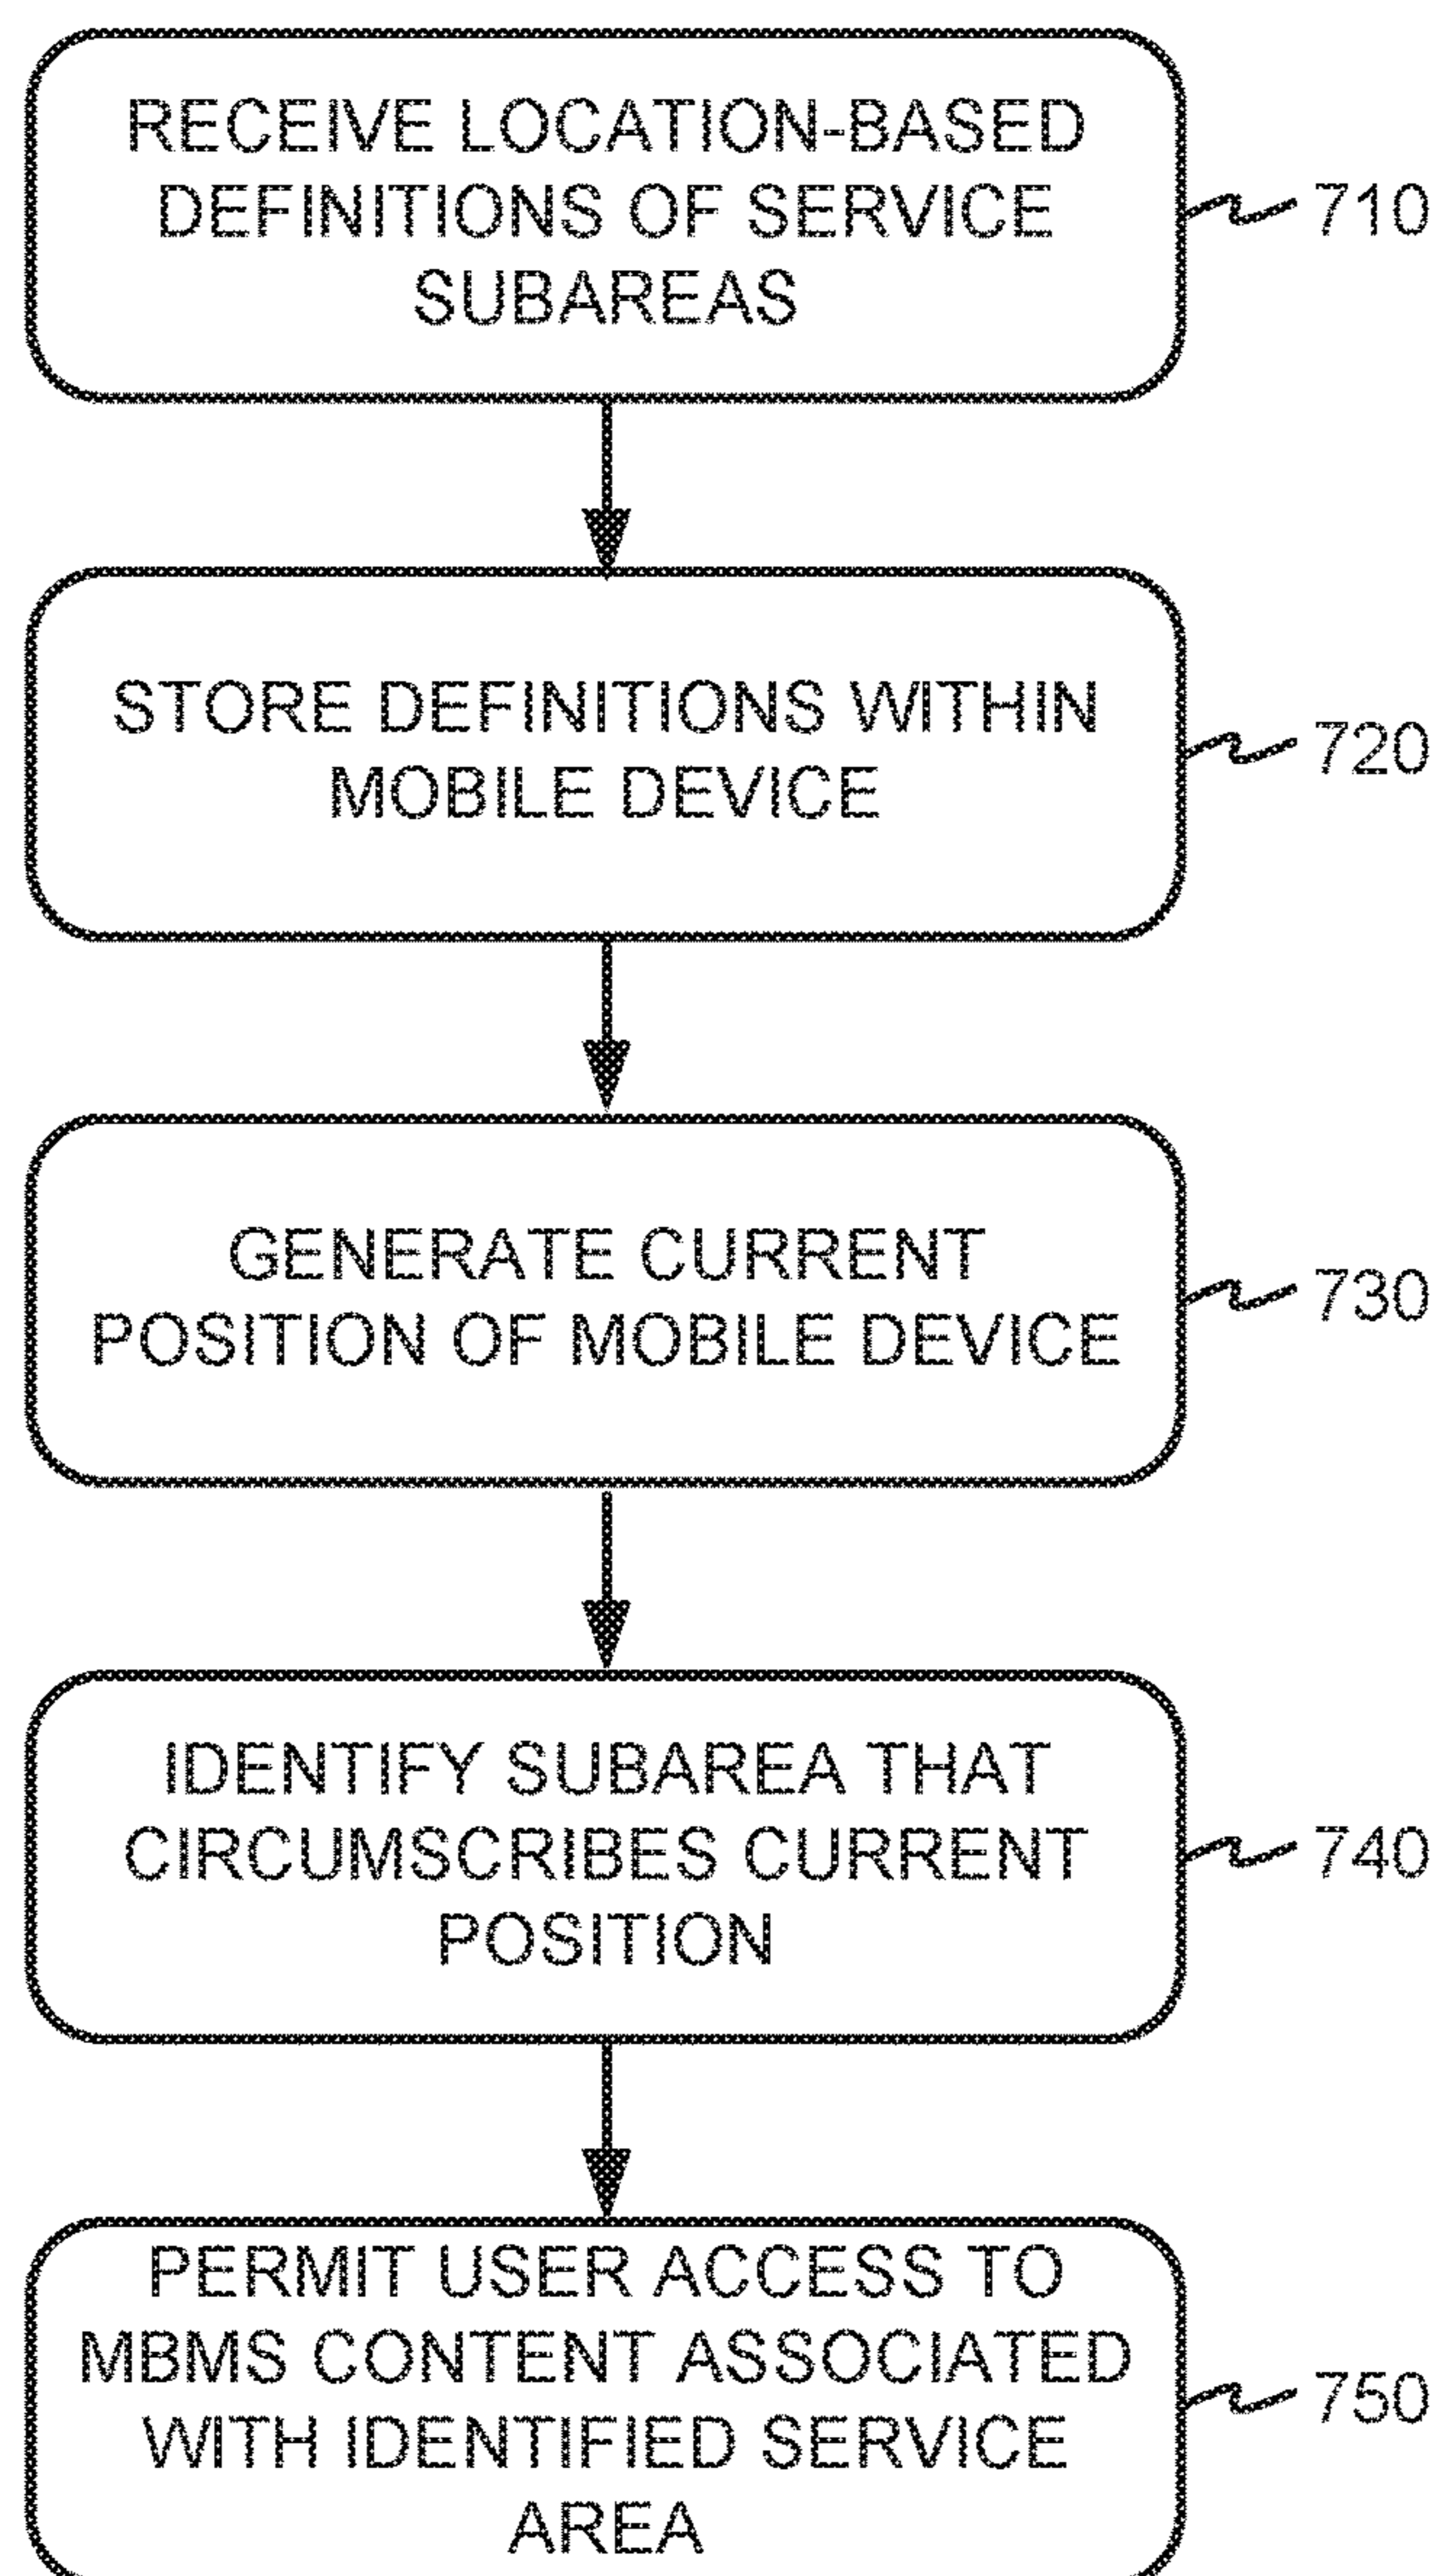 RECEIVE LOCATION-BASED
DEFINITIONS OF SERVICE
SUBAREAS
710
STORE DEFINITIONS WITHIN
MOBILE DEVICE
720
GENERATE CURRENT
POSITION OF MOBILE DEVICE
730
IDENTIFY SUBAREA THAT
CIRCUMSCRIBES CURRENT
POSITION
740
PERMIT USER ACCESS TO
MBMS CONTENT ASSOCIATED
WITH IDENTIFIED SERVICE
AREA
750